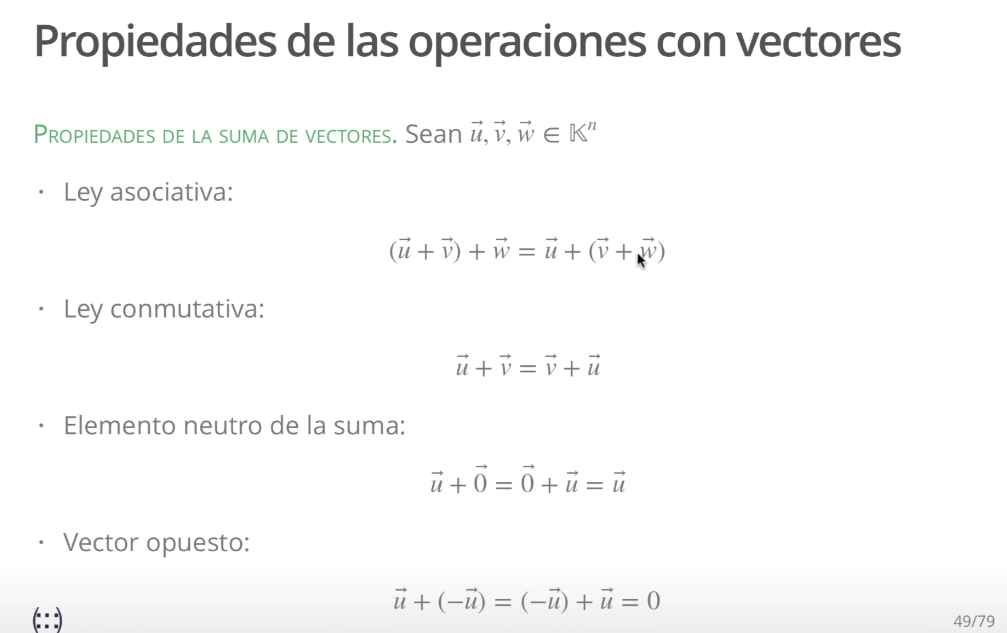 Propiedades de las operaciones con vectores
Propiedades de la suma de vectores. Sean $\vec{u}, \vec{v}, \vec{w} \in \mathbb{K}^n$
· Ley asociativa:
$(\vec{u} + \vec{v}) + \vec{w} = \vec{u} + (\vec{v} + \vec{w})$
· Ley conmutativa:
$\vec{u} + \vec{v} = \vec{v} + \vec{u}$
· Elemento neutro de la suma:
$\vec{u} + \vec{0} = \vec{0} + \vec{u} = \vec{u}$
· Vector opuesto:
$\vec{u} + (-\vec{u}) = (-\vec{u}) + \vec{u} = 0$
(::)
49/79